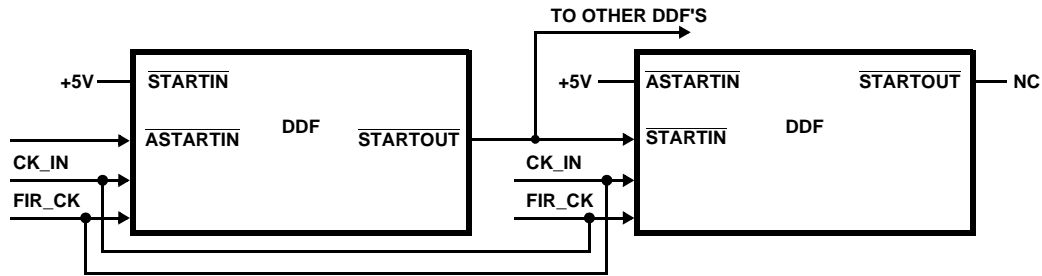 TO OTHER DDF'S
+5V
STARTIN
ASTARTIN
DDF
STARTOUT
CK_IN
FIR_CK
+5V
ASTARTIN
STARTOUT
NC
STARTIN
DDF
CK_IN
FIR_CK